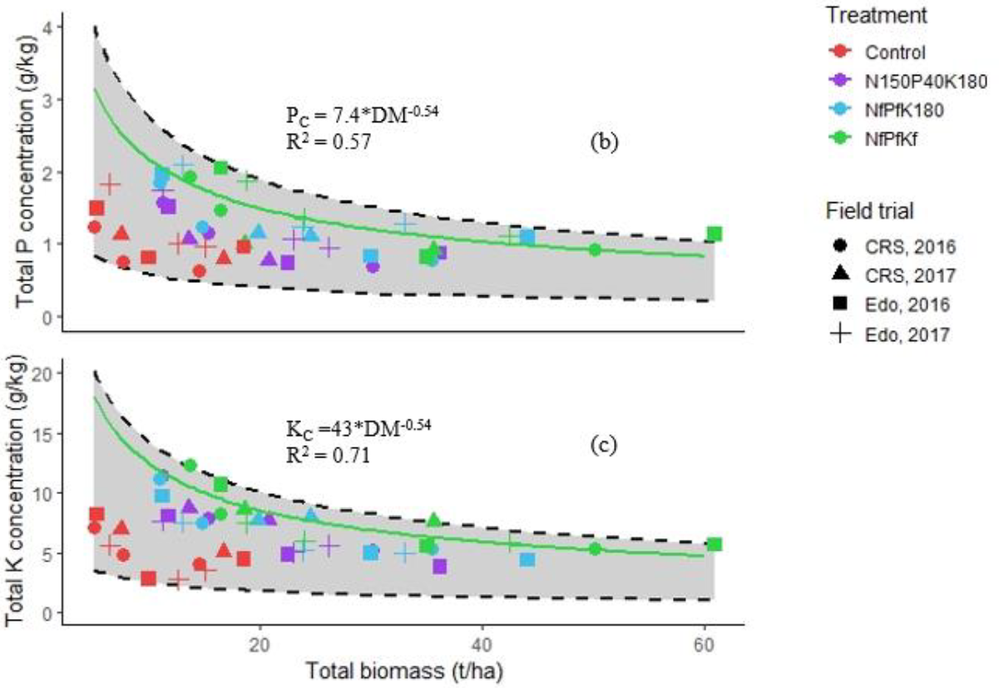 Total P concentration (g/kg)
4
3
2
1
0
P_C = 7.4*DM^-0.54
R² = 0.57
(b)
Total K concentration (g/kg)
20
15
10
5
0
K_C =43*DM^-0.54
R² = 0.71
(c)
20 40 60
Total biomass (t/ha)
Treatment
Control
N150P40K180
NfPfK180
NfPfKf
Field trial
CRS, 2016
CRS, 2017
Edo, 2016
Edo, 2017